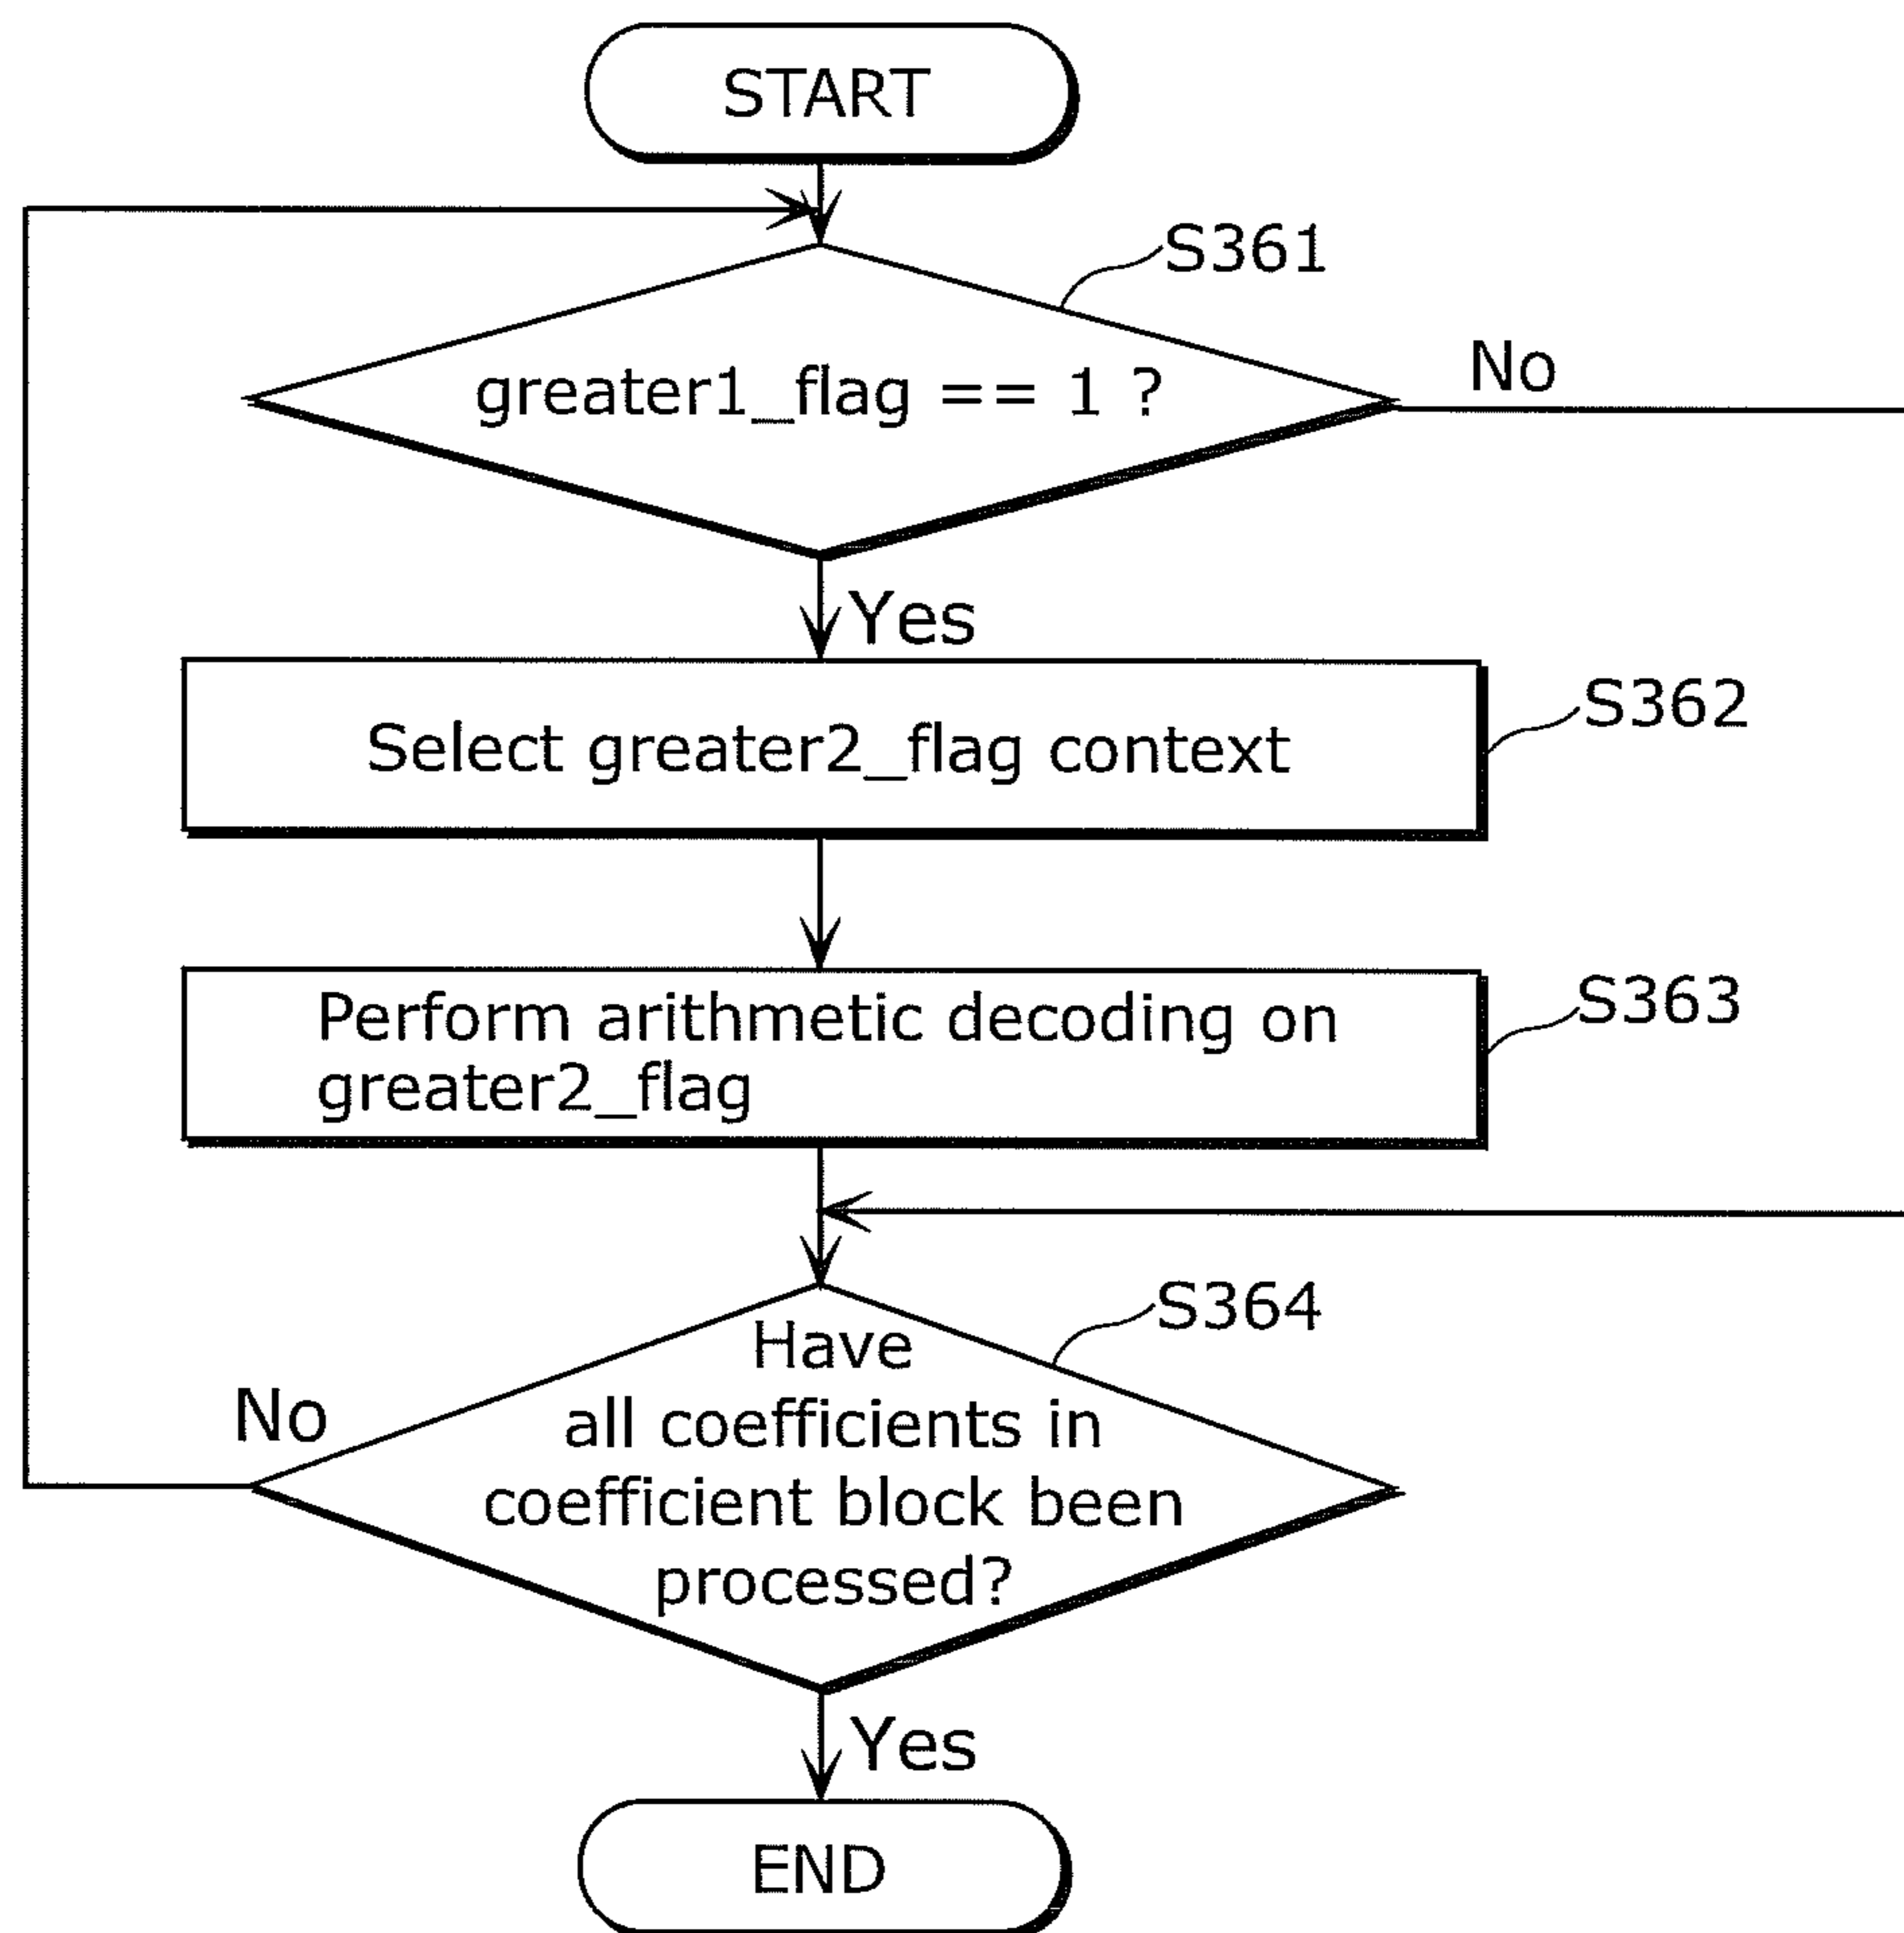 START
S361
greater1_flag == 1 ?
No
Yes
S362
Select greater2_flag context
S363
Perform arithmetic decoding on
greater2_flag
S364
Have
all coefficients in
coefficient block been
processed?
No
Yes
END